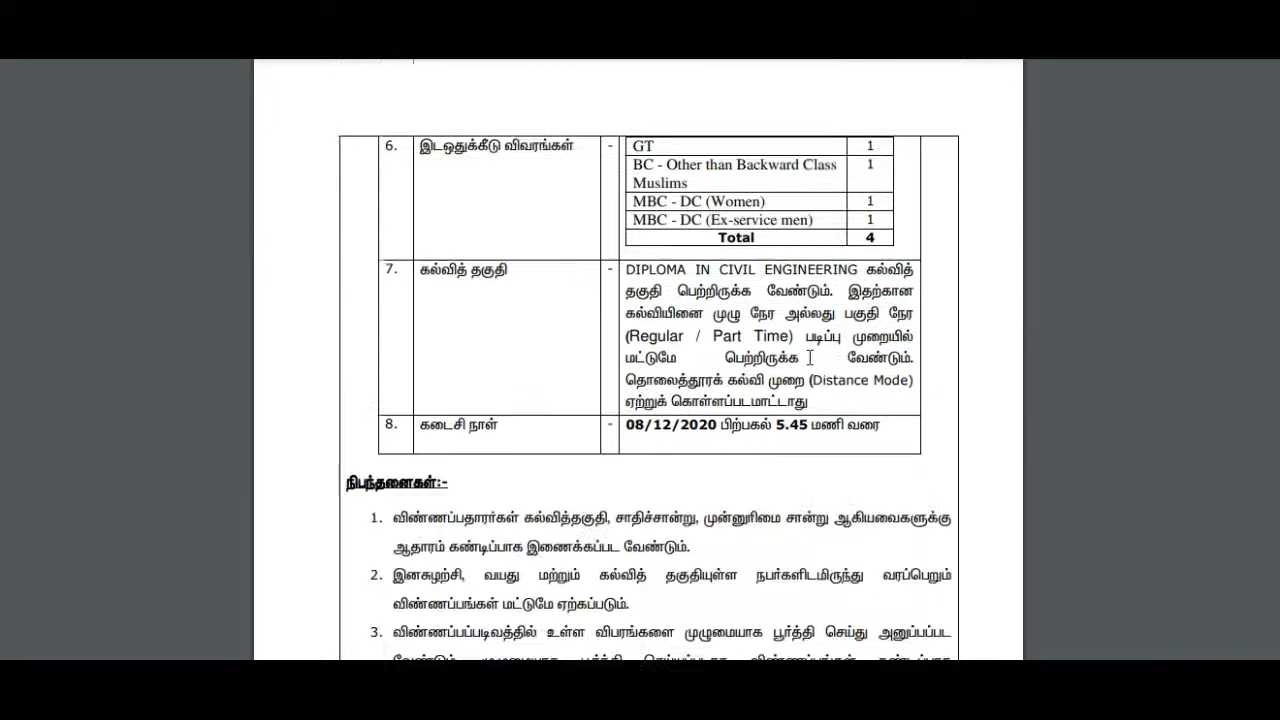 6. இடஒதுக்கீடு விவரங்கள் - GT 1
BC - Other than Backward Class 1
Muslims
MBC - DC (Women) 1
MBC - DC (Ex-service men) 1
Total 4
7. கல்வித் தகுதி - DIPLOMA IN CIVIL ENGINEERING கல்வித்
தகுதி பெற்றிருக்க வேண்டும். இதற்கான
கல்வியினை முழு நேர அல்லது பகுதி நேர
(Regular / Part Time) படிப்பு முறையில்
மட்டுமே பெற்றிருக்க வேண்டும்.
தொலைத்தூரக் கல்வி முறை (Distance Mode)
ஏற்றுக் கொள்ளப்படமாட்டாது
8. கடைசி நாள் - 08/12/2020 பிற்பகல் 5.45 மணி வரை
நிபந்தனைகள்:-
1. விண்ணப்பதாரர்கள் கல்வித்தகுதி, சாதிச்சான்று, முன்னுரிமை சான்று ஆகியவைகளுக்கு
ஆதாரம் கண்டிப்பாக இணைக்கப்பட வேண்டும்.
2. இனசுழற்சி, வயது மற்றும் கல்வித் தகுதியுள்ள நபர்களிடமிருந்து வரப்பெறும்
விண்ணப்பங்கள் மட்டுமே ஏற்கப்படும்.
3. விண்ணப்பப்படிவத்தில் உள்ள விபரங்களை முழுமையாக பூர்த்தி செய்து அனுப்பப்பட